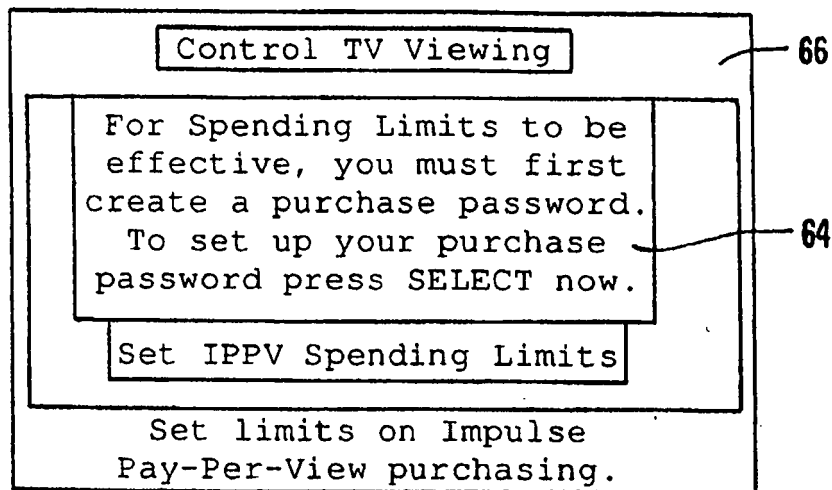 Control TV Viewing
66
For Spending Limits to be
effective, you must first
create a purchase password.
To set up your purchase
64
password press SELECT now.
Set IPPV Spending Limits
Set limits on Impulse
Pay-Per-View purchasing.